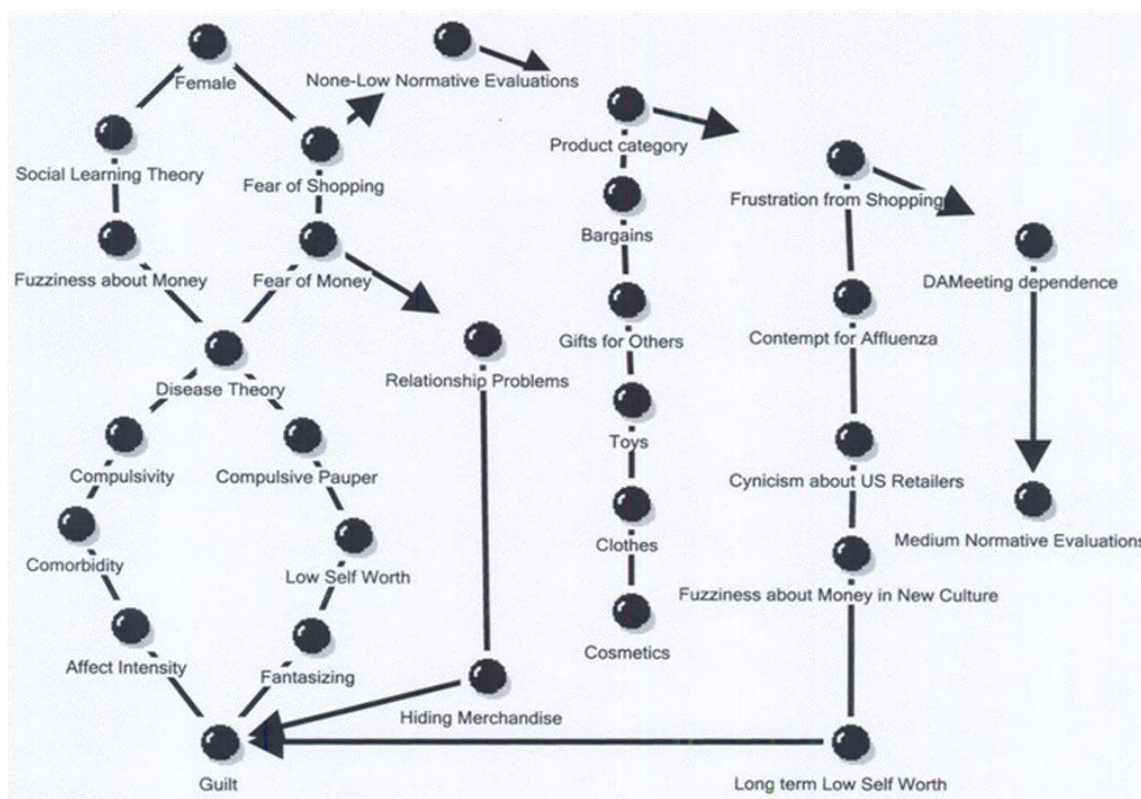 Female
None-Low Normative Evaluations
Product category
Social Learning Theory
Fear of Shopping
Frustration from Shopping
Bargains
Fuzziness about Money
Fear of Money
DAMeeting dependence
Gifts for Others
Contempt for Affluenza
Relationship Problems
Disease Theory
Toys
Compulsivity
Compulsive Pauper
Cynicism about US Retailers
Clothes
Medium Normative Evaluations
Comorbidity
Low Self Worth
Fuzziness about Money in New Culture
Cosmetics
Affect Intensity
Fantasizing
Hiding Merchandise
Guilt
Long term Low Self Worth